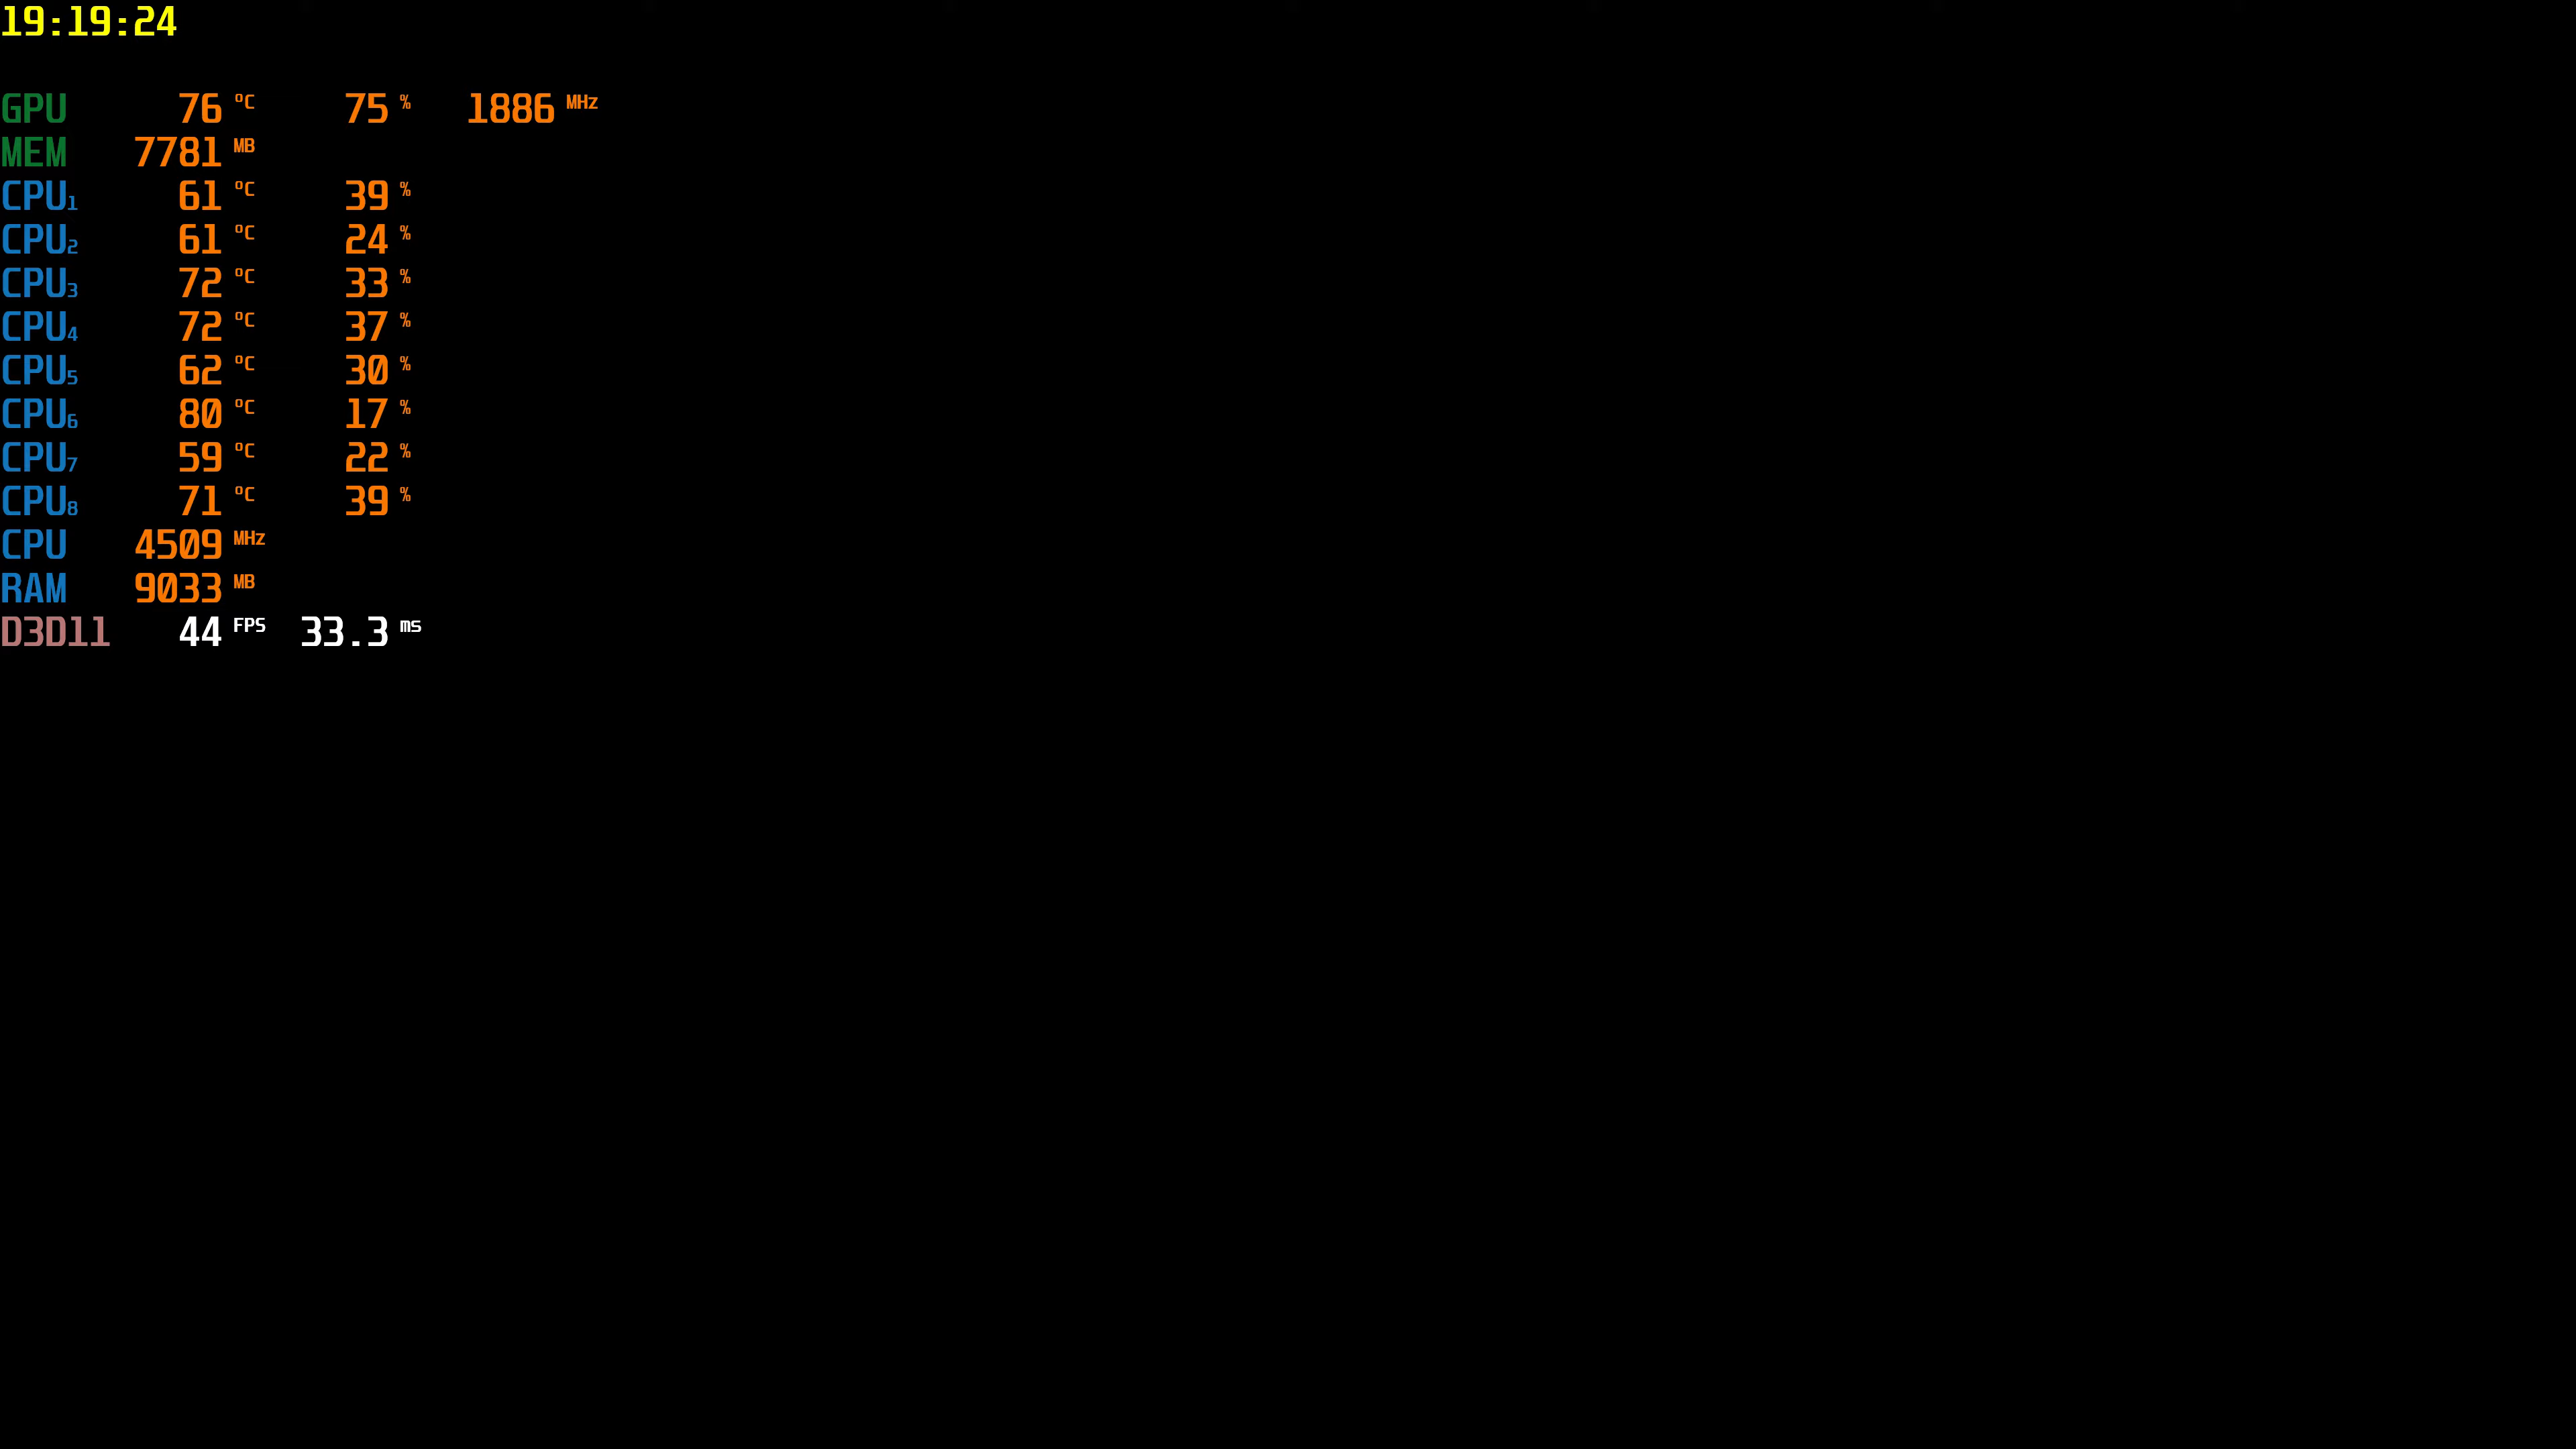 19:19:24
GPU 76 °C 75 % 1886 MHz
MEM 7781 MB
CPU1 61 °C 39 %
CPU2 61 °C 24 %
CPU3 72 °C 33 %
CPU4 72 °C 37 %
CPU5 62 °C 30 %
CPU6 80 °C 17 %
CPU7 59 °C 22 %
CPU8 71 °C 39 %
CPU 4509 MHz
RAM 9033 MB
D3D11 44 FPS 33.3 ms